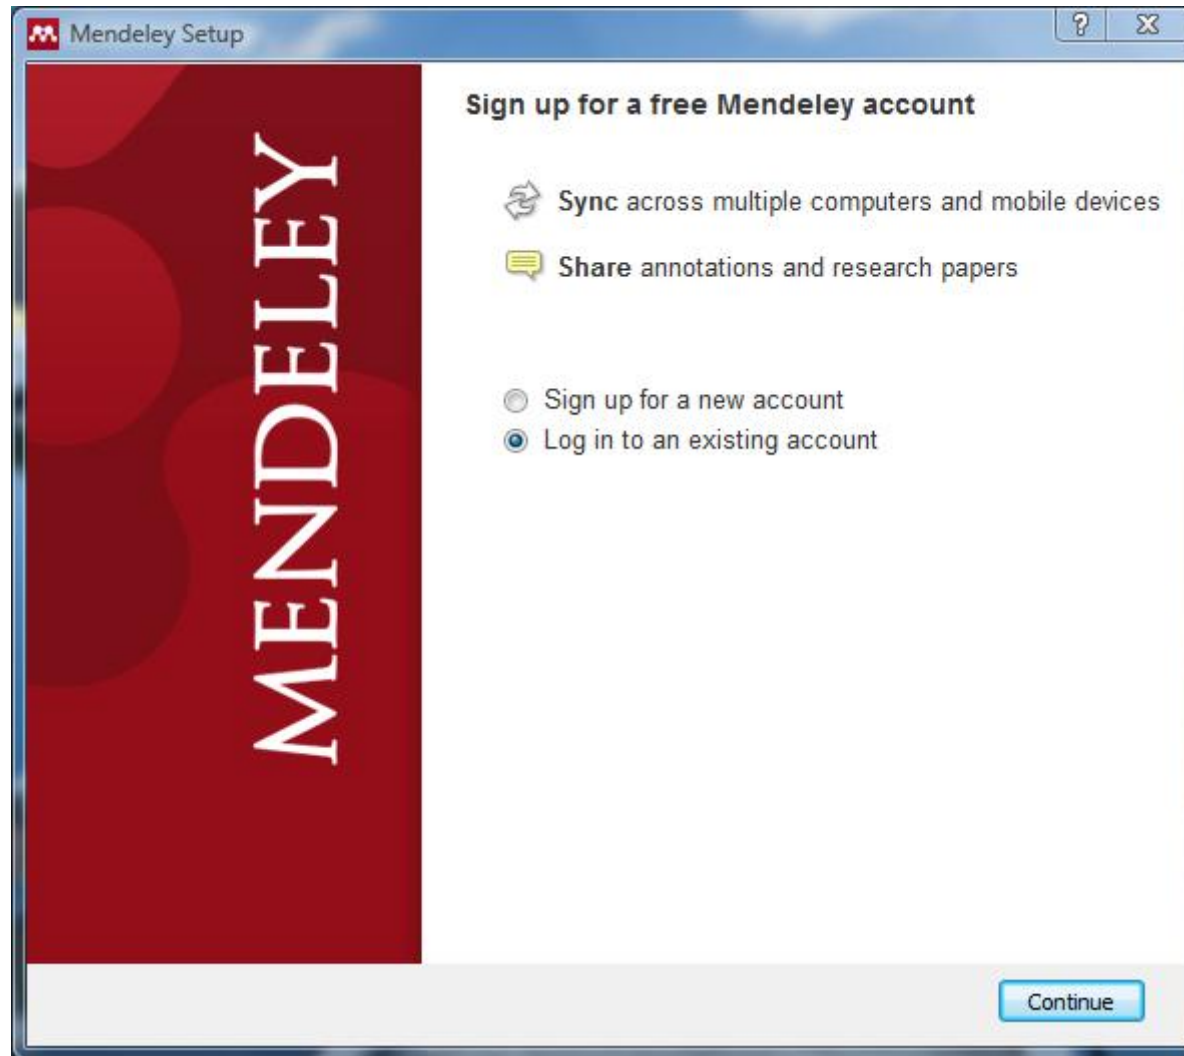 Mendeley Setup
MENDELEY
Sign up for a free Mendeley account
Sync across multiple computers and mobile devices
Share annotations and research papers
Sign up for a new account
Log in to an existing account
Continue